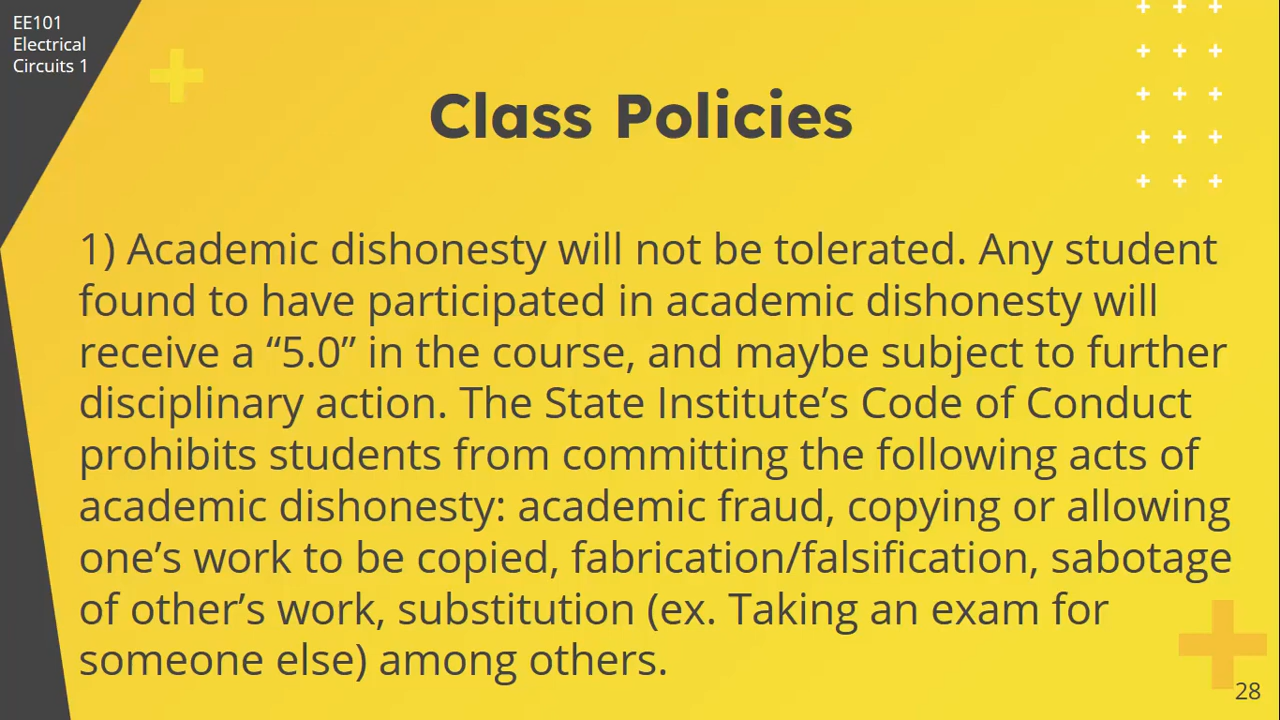 EE101
Electrical
Circuits 1
Class Policies
1) Academic dishonesty will not be tolerated. Any student
found to have participated in academic dishonesty will
receive a “5.0” in the course, and maybe subject to further
disciplinary action. The State Institute’s Code of Conduct
prohibits students from committing the following acts of
academic dishonesty: academic fraud, copying or allowing
one’s work to be copied, fabrication/falsification, sabotage
of other’s work, substitution (ex. Taking an exam for
someone else) among others.
28